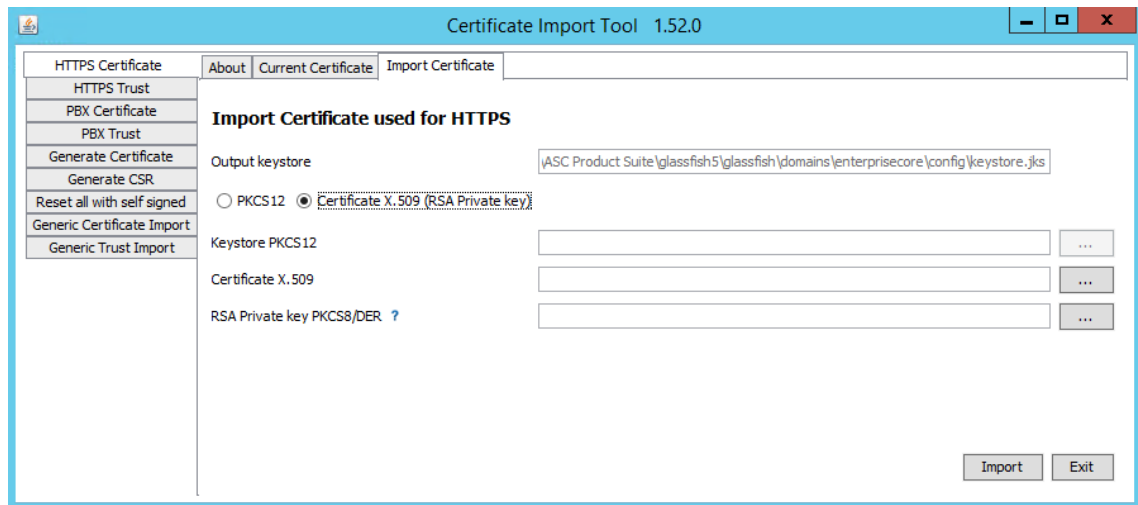 Certificate Import Tool 1.52.0
HTTPS Certificate
HTTPS Trust
PBX Certificate
PBX Trust
Generate Certificate
Generate CSR
Reset all with self signed
Generic Certificate Import
Generic Trust Import
About Current Certificate Import Certificate
Import Certificate used for HTTPS
Output keystore \ASC Product Suite\glassfish5\glassfish\domains\enterprisecore\config\keystore.jks
PKCS12 Certificate X.509 (RSA Private key)
Keystore PKCS12 ...
Certificate X.509 ...
RSA Private key PKCS8/DER ? ...
Import Exit